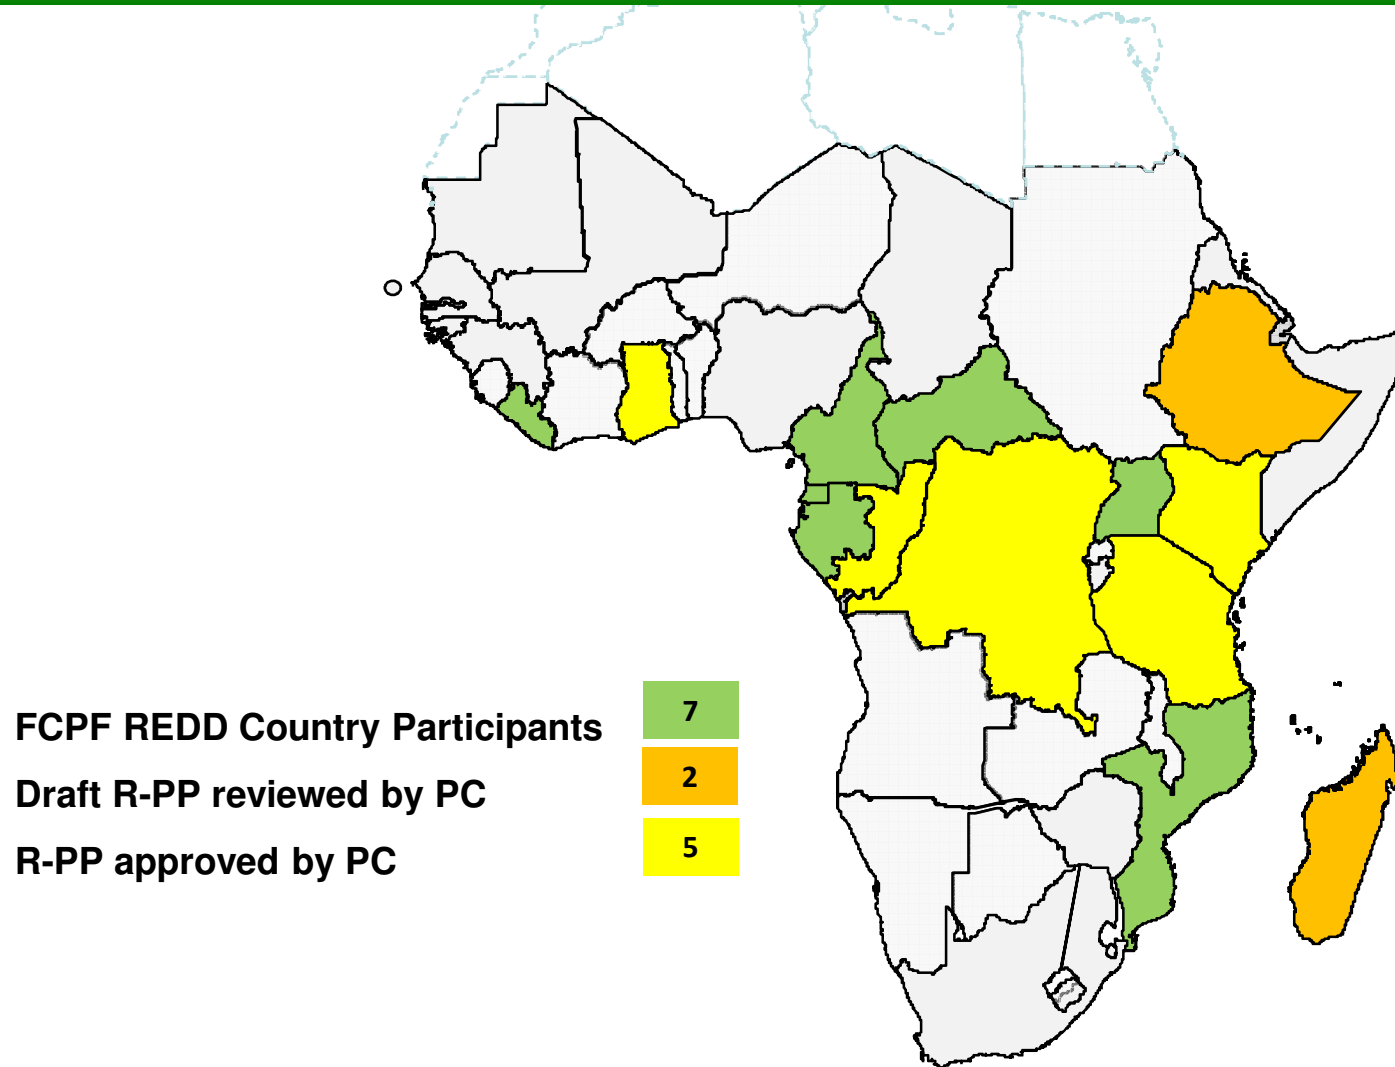 FCPF REDD Country Participants 7
Draft R-PP reviewed by PC 2
R-PP approved by PC 5